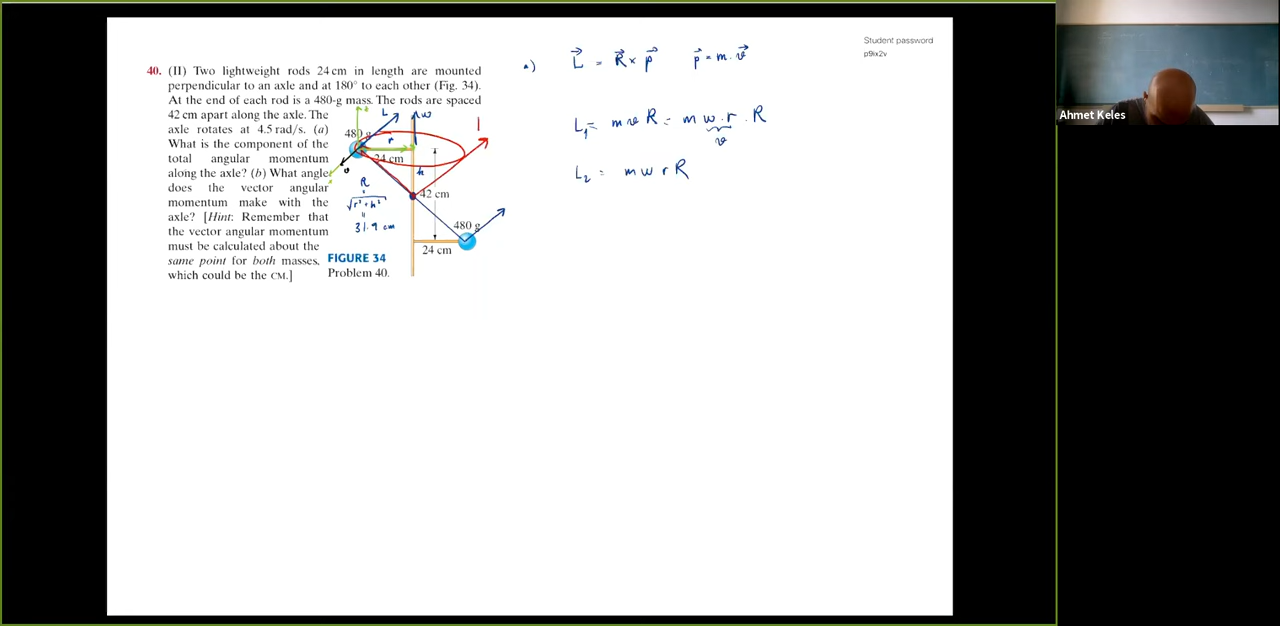 Student password
p9ix2v
Ahmet Keles
40. (II) Two lightweight rods 24 cm in length are mounted
perpendicular to an axle and at 180° to each other (Fig. 34).
At the end of each rod is a 480-g mass. The rods are spaced
42 cm apart along the axle. The
axle rotates at 4.5 rad/s. (a)
What is the component of the
total angular momentum
along the axle? (b) What angle
does the vector angular
momentum make with the
axle? [Hint: Remember that
the vector angular momentum
must be calculated about the
same point for both masses,
which could be the CM.]
L
w
480 g
r
24 cm
h
v
R
42 cm
√r² + h²
=
31.9 cm
480 g
24 cm
l
FIGURE 34
Problem 40.
a) L⃗ = R⃗ × p⃗ p⃗ = m.v⃗
L₁ = m v R = m w.r . R
v
L₂ = m w r R